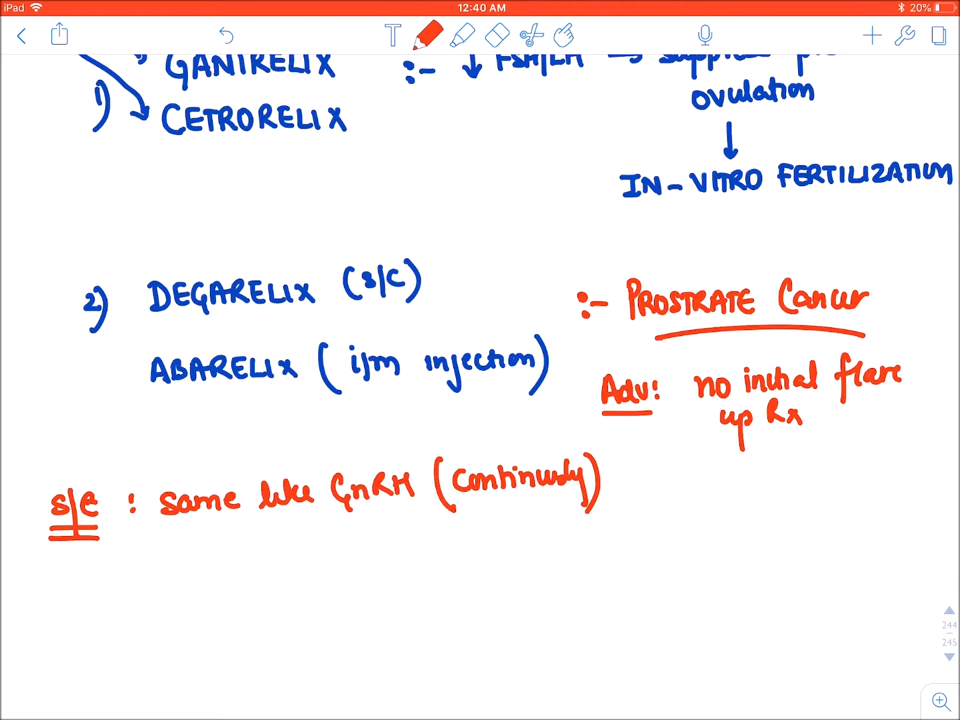 iPad 12:40 AM 20%
T
GANIRELIX :- ↓ FSH/LH →
1) CETRORELIX ovulation
↓
IN-VITRO FERTILIZATION
2) DEGARELIX (s/c) :- PROSTRATE Cancer
ABARELIX (i/m injection)
Adv: no initial flare
up Rx
S/E : same like GnRH (continuously)
244
245